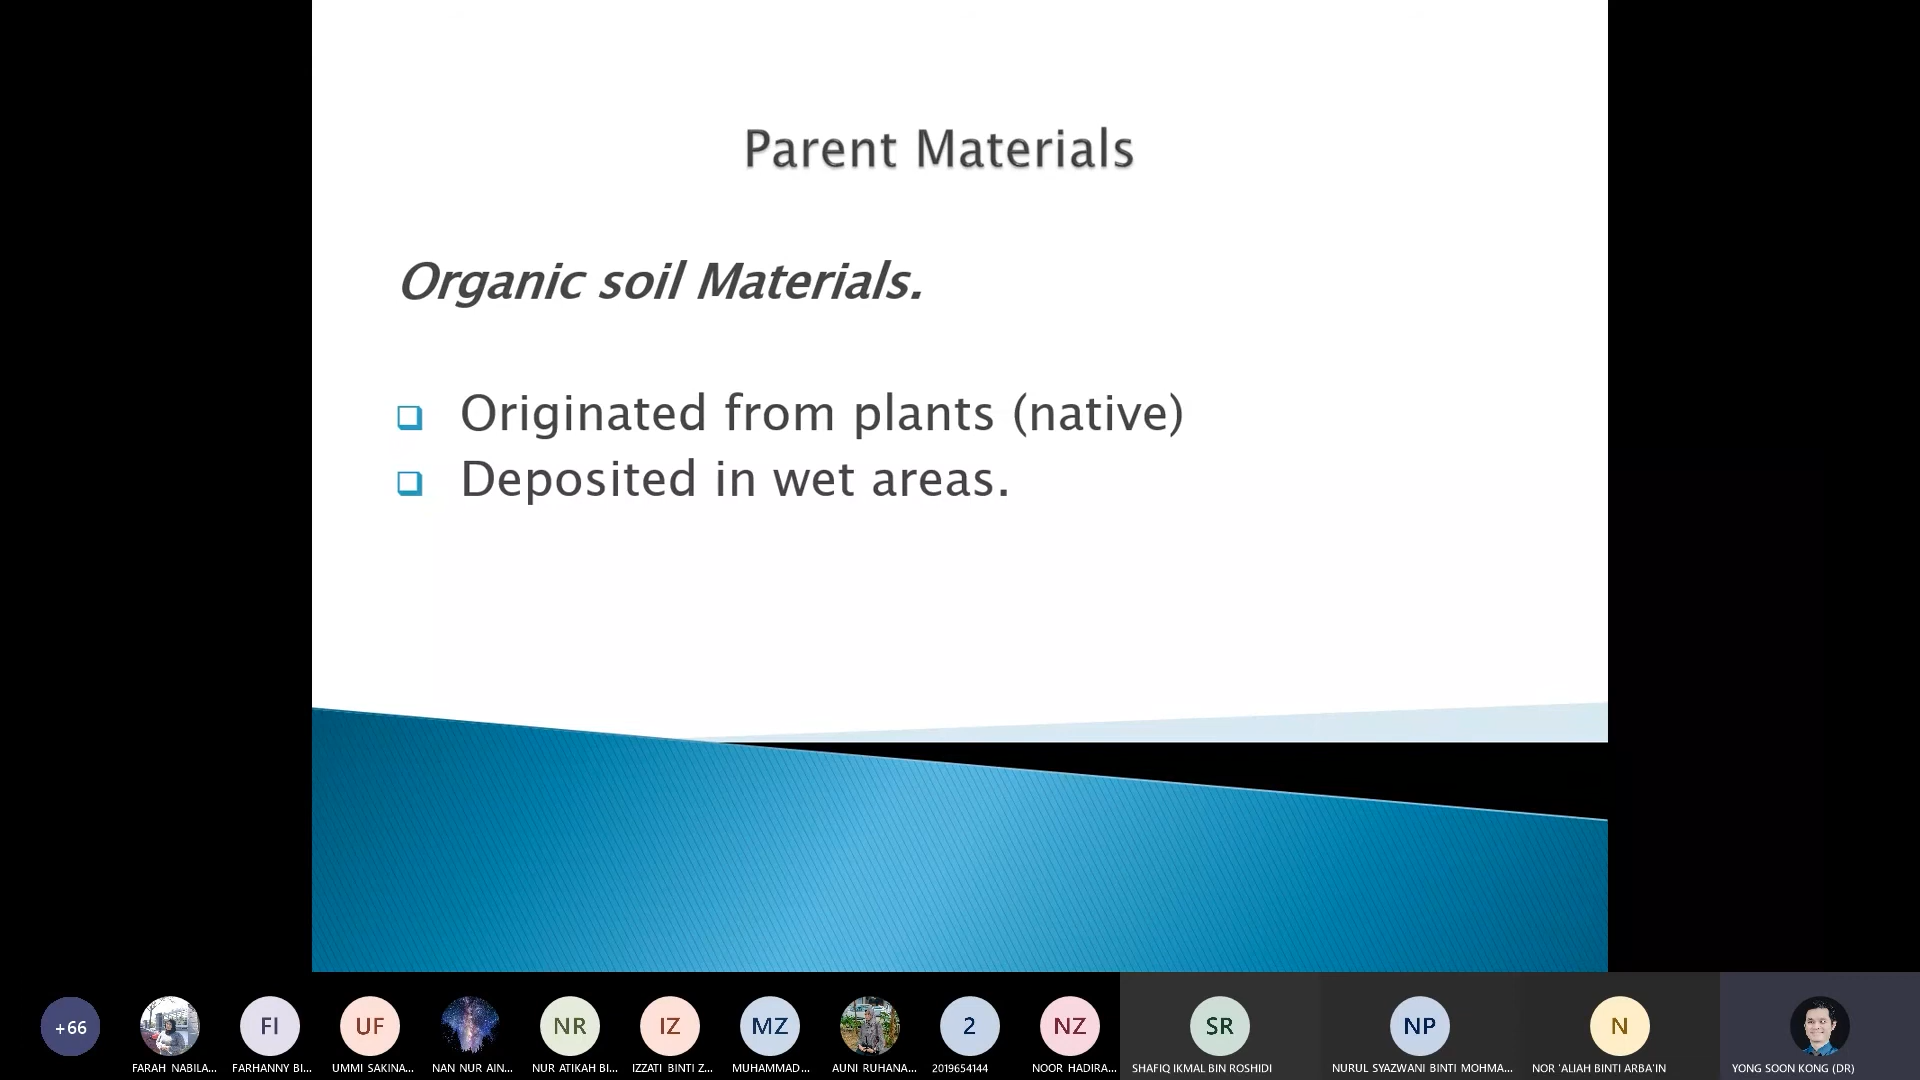 Parent Materials
Organic soil Materials.
Originated from plants (native)
Deposited in wet areas.
+66
FI
UF
NR
IZ
MZ
2
NZ
SR
NP
N
FARAH NABILA...
FARHANNY BI...
UMMI SAKINA...
NAN NUR AIN...
NUR ATIKAH BI...
IZZATI BINTI Z...
MUHAMMAD...
AUNI RUHANA...
2019654144
NOOR HADIRA...
SHAFIQ IKMAL BIN ROSHIDI
NURUL SYAZWANI BINTI MOHMA...
NOR 'ALIAH BINTI ARBA'IN
YONG SOON KONG (DR)